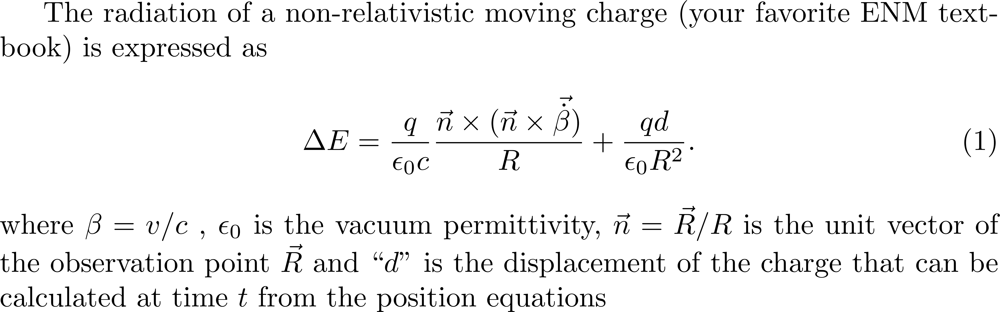 The radiation of a non-relativistic moving charge (your favorite ENM text-
book) is expressed as
$$\Delta E = \frac{q}{\epsilon_0 c} \frac{\vec{n} \times (\vec{n} \times \vec{\dot{\beta}})}{R} + \frac{qd}{\epsilon_0 R^2}. \quad (1)$$
where $\beta = v/c$ , $\epsilon_0$ is the vacuum permittivity, $\vec{n} = \vec{R}/R$ is the unit vector of
the observation point $\vec{R}$ and “$d$” is the displacement of the charge that can be
calculated at time $t$ from the position equations